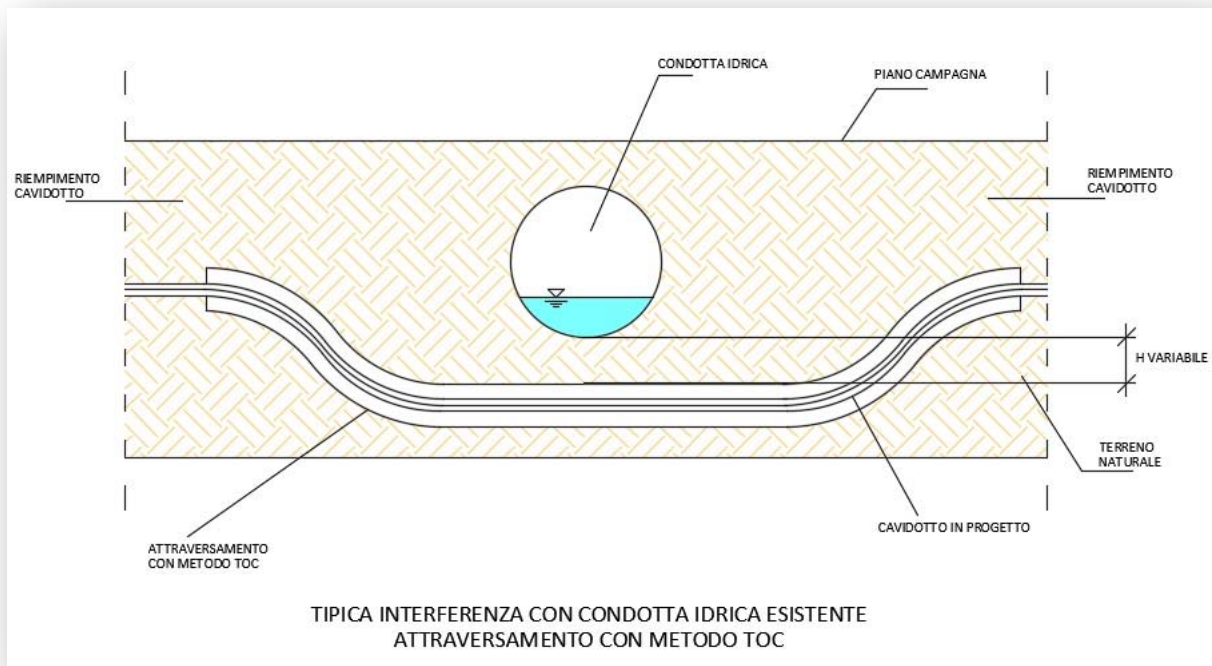 CONDOTTA IDRICA
PIANO CAMPAGNA
RIEMPIMENTO
CAVIDOTTO
RIEMPIMENTO
CAVIDOTTO
H VARIABILE
TERRENO
NATURALE
CAVIDOTTO IN PROGETTO
ATTRAVERSAMENTO
CON METODO TOC
TIPICA INTERFERENZA CON CONDOTTA IDRICA ESISTENTE
ATTRAVERSAMENTO CON METODO TOC